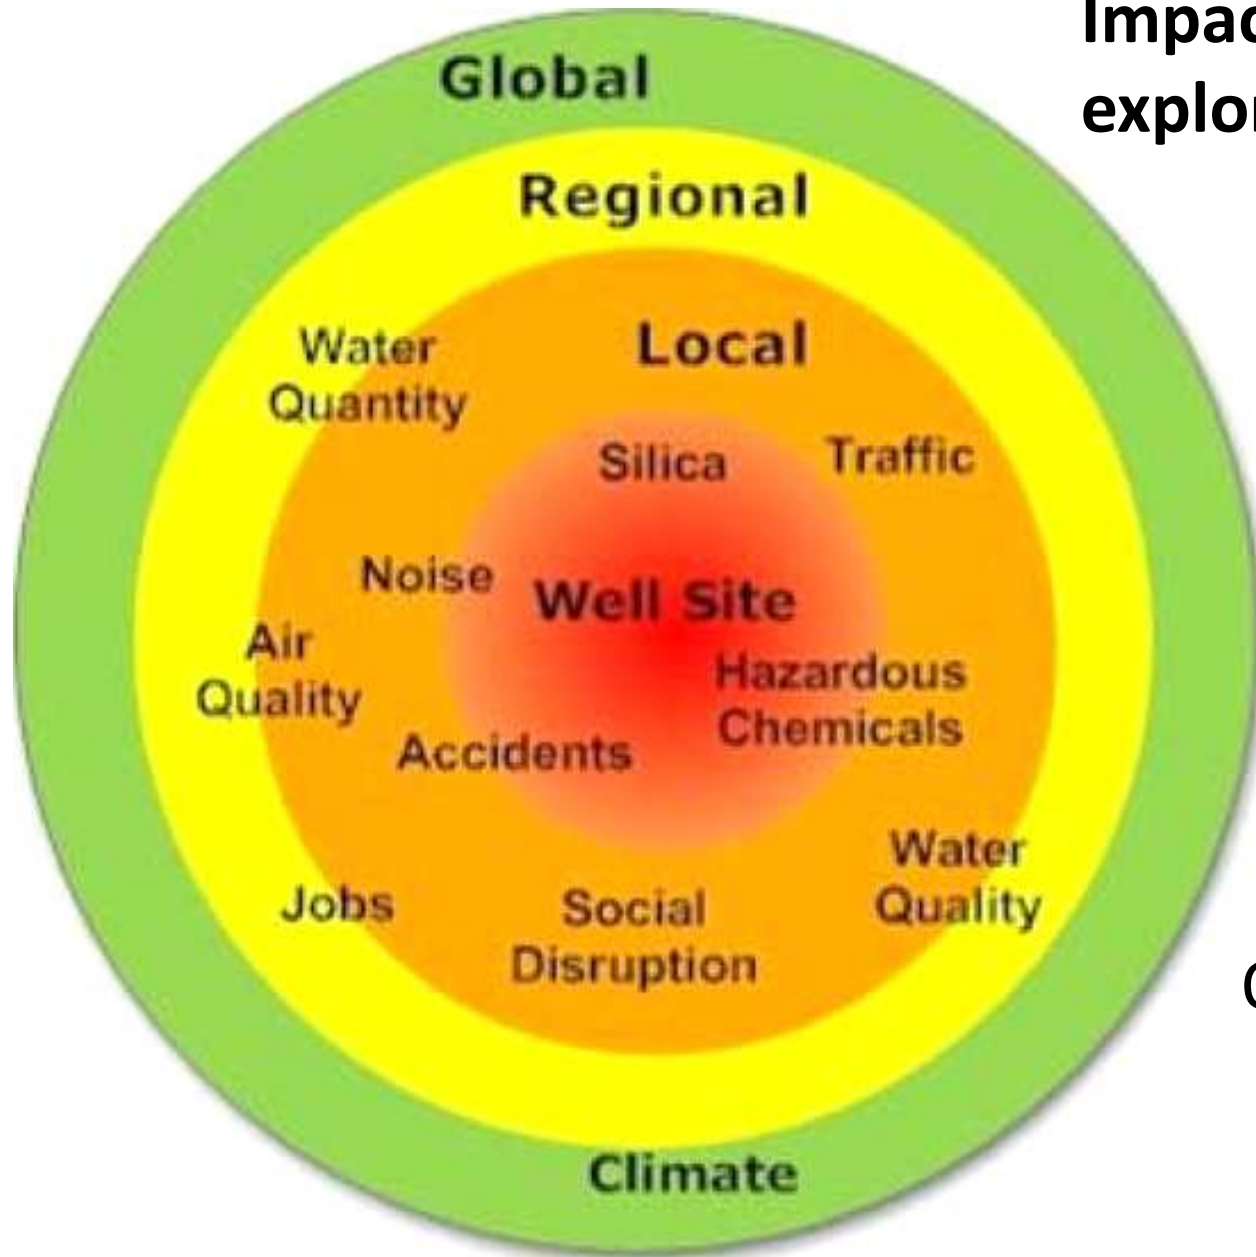 Global
Regional
Local
Water
Quantity
Silica
Traffic
Noise
Well Site
Air
Quality
Hazardous
Chemicals
Accidents
Water
Quality
Jobs
Social
Disruption
Climate